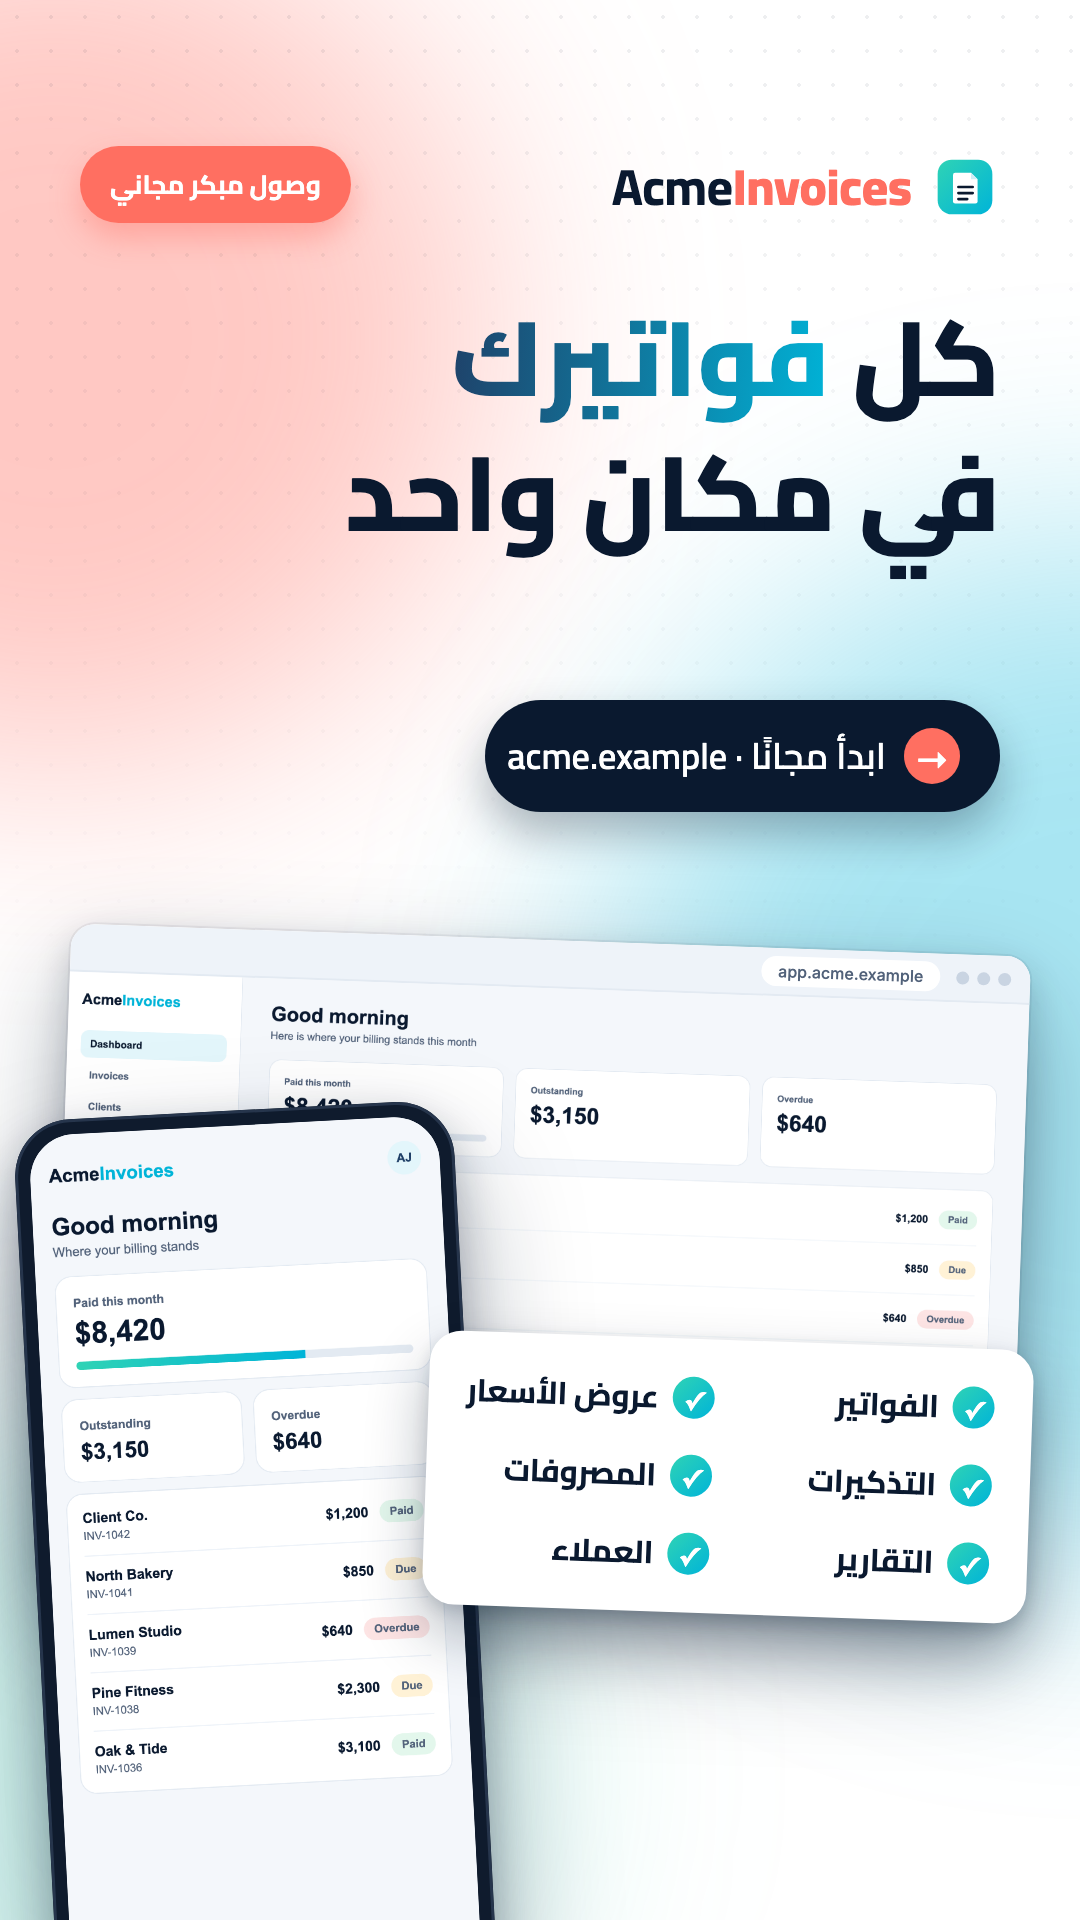 AcmeInvoices
وصول مبكر مجاني
كل فواتيرك
في مكان واحد
ابدأ مجانًا · acme.example
app.acme.example
AcmeInvoices
Dashboard
Invoices
Clients
Good morning
Here is where your billing stands this month
Paid this month
$8,420
Outstanding
$3,150
Overdue
$640
$1,200 Paid
$850 Due
$640 Overdue
AcmeInvoices
AJ
Good morning
Where your billing stands
Paid this month
$8,420
Outstanding
$3,150
Overdue
$640
Client Co.
INV-1042
$1,200 Paid
North Bakery
INV-1041
$850 Due
Lumen Studio
INV-1039
$640 Overdue
Pine Fitness
INV-1038
$2,300 Due
Oak & Tide
INV-1036
$3,100 Paid
الفواتير
عروض الأسعار
التذكيرات
المصروفات
التقارير
العملاء